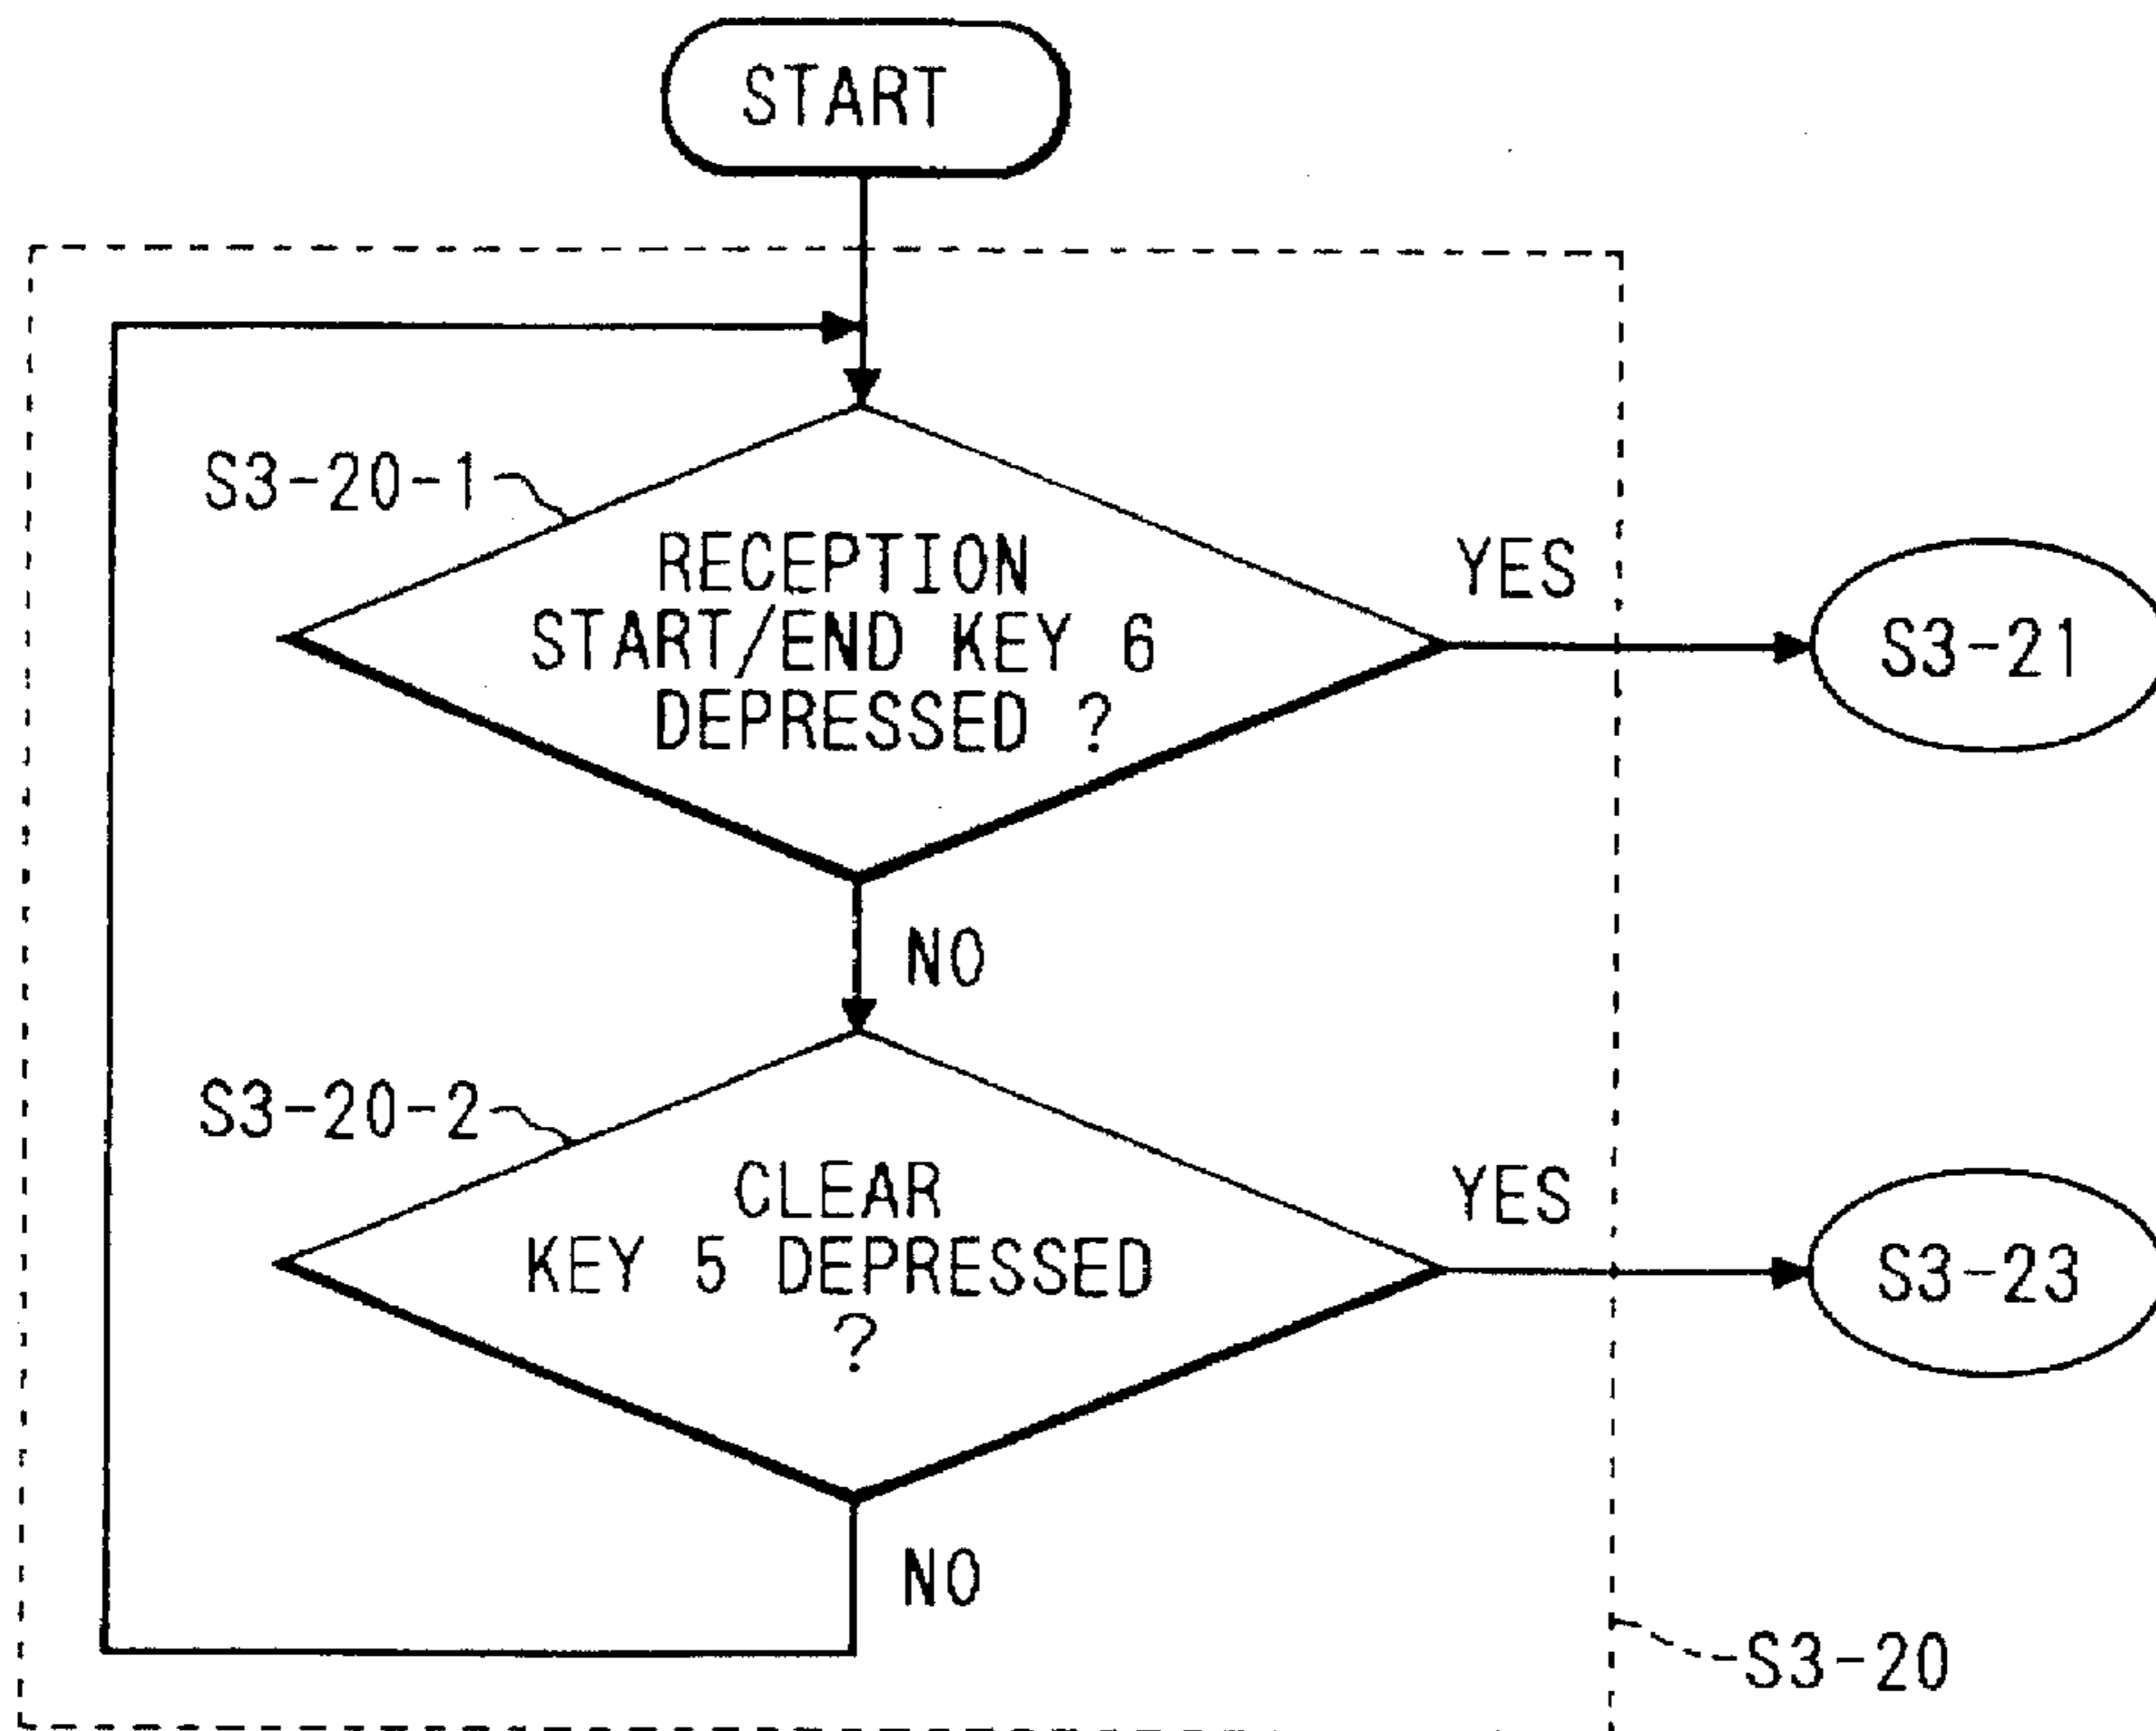 START
S3-20-1
RECEPTION
START/END KEY 6
DEPRESSED ?
YES
S3-21
NO
S3-20-2
CLEAR
KEY 5 DEPRESSED
?
YES
S3-23
NO
S3-20